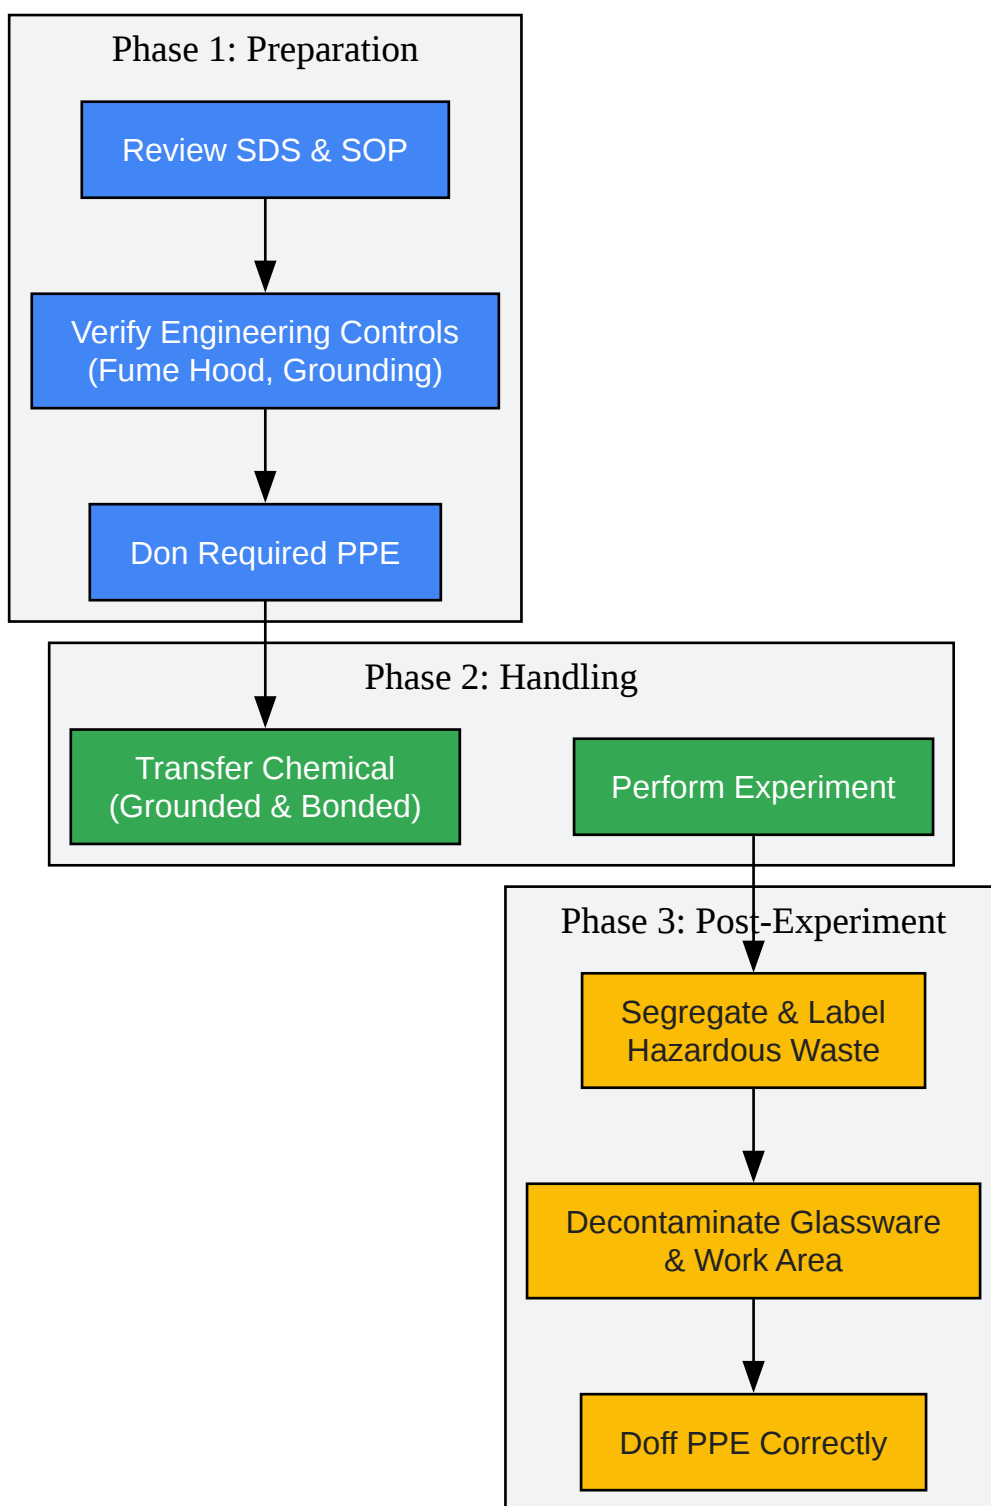 Phase 1: Preparation
Review SDS & SOP
Verify Engineering Controls
(Fume Hood, Grounding)
Don Required PPE
Phase 2: Handling
Transfer Chemical
(Grounded & Bonded)
Perform Experiment
Phase 3: Post-Experiment
Segregate & Label
Hazardous Waste
Decontaminate Glassware
& Work Area
Doff PPE Correctly